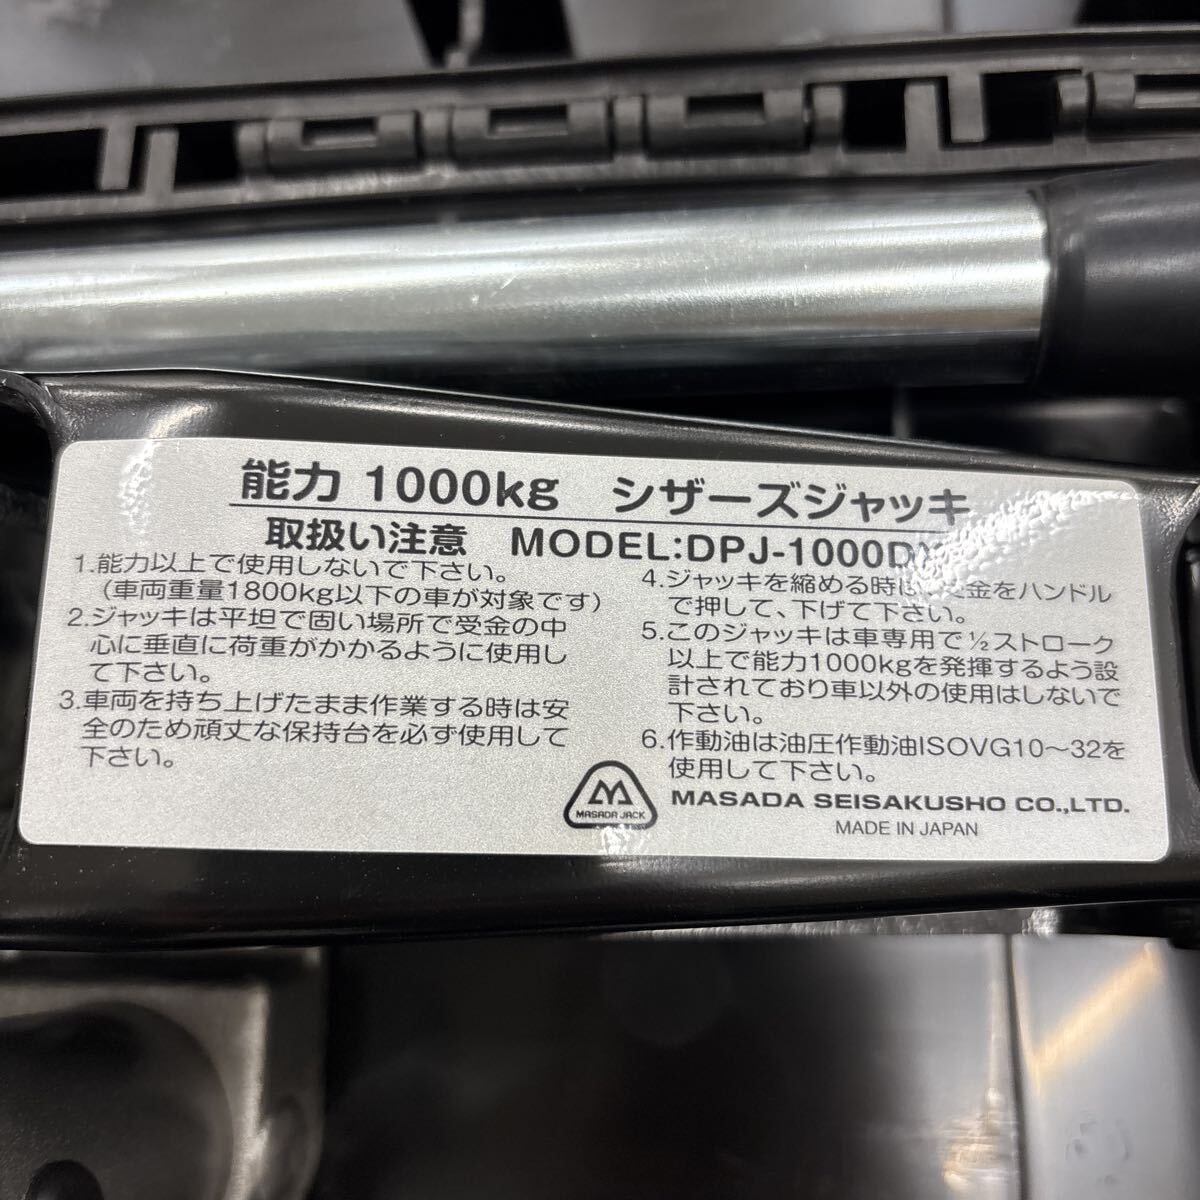 能力 1000kg シザーズジャッキ
取扱い注意 MODEL:DPJ-1000D
1.能力以上で使用しないで下さい。
(車両重量1800kg以下の車が対象です)
2.ジャッキは平坦で固い場所で受金の中
心に垂直に荷重がかかるように使用し
て下さい。
3.車両を持ち上げたまま作業する時は安
全のため頑丈な保持台を必ず使用して
下さい。
4.ジャッキを縮める時は 金をハンドル
で押して、下げて下さい。
5.このジャッキは車専用で½ストローク
以上で能力1000kgを発揮するよう設
計されており車以外の使用はしないで
下さい。
6.作動油は油圧作動油ISOVG10～32を
使用して下さい。
MASADA JACK
MASADA SEISAKUSHO CO.,LTD.
MADE IN JAPAN